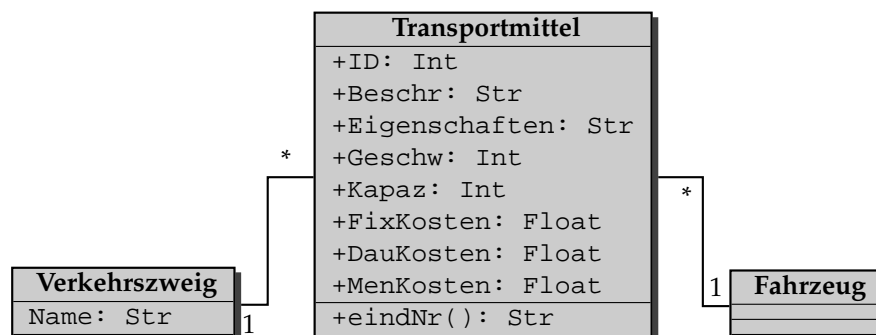 Transportmittel
+ID: Int
+Beschr: Str
+Eigenschaften: Str
+Geschw: Int
+Kapaz: Int
+FixKosten: Float
+DauKosten: Float
+MenKosten: Float
+eindNr(): Str
*
*
Verkehrszweig
Name: Str
1
1
Fahrzeug